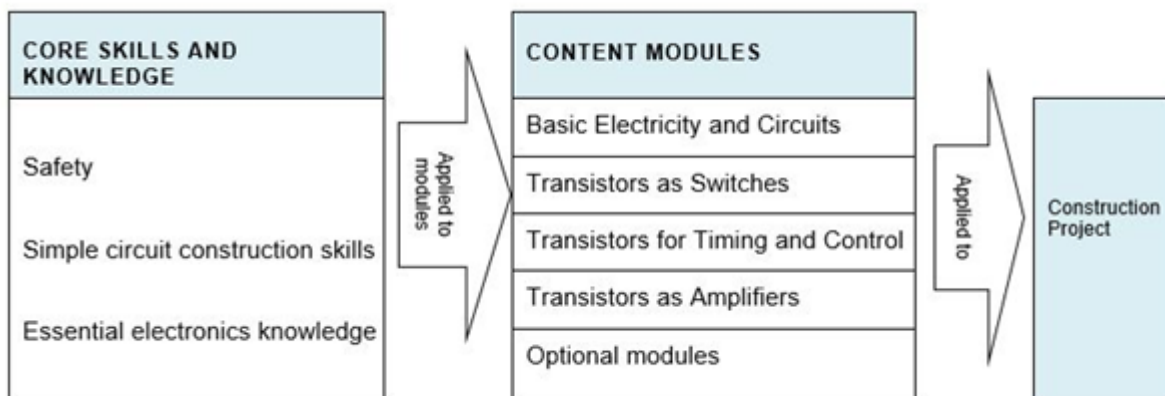 CORE SKILLS AND
KNOWLEDGE
Safety
Simple circuit construction skills
Essential electronics knowledge
Applied to
modules
CONTENT MODULES
Basic Electricity and Circuits
Transistors as Switches
Transistors for Timing and Control
Transistors as Amplifiers
Optional modules
Applied to
Construction
Project